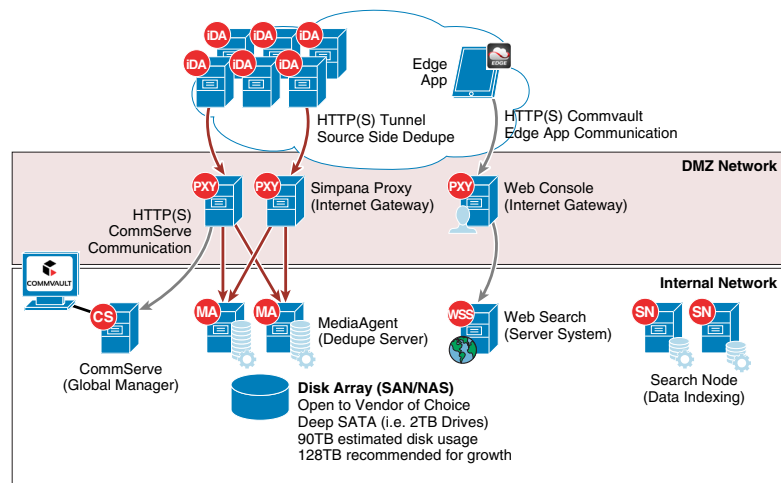 iDA
iDA
iDA
iDA
iDA
iDA
Edge
App
EDGE
HTTP(S) Tunnel
Source Side Dedupe
HTTP(S) Commvault
Edge App Communication
DMZ Network
PXY
PXY
Simpana Proxy
(Internet Gateway)
PXY
Web Console
(Internet Gateway)
HTTP(S)
CommServe
Communication
Internal Network
COMMVAULT
CS
CommServe
(Global Manager)
MA
MA
MediaAgent
(Dedupe Server)
WSS
Web Search
(Server System)
SN
SN
Search Node
(Data Indexing)
Disk Array (SAN/NAS)
Open to Vendor of Choice
Deep SATA (i.e. 2TB Drives)
90TB estimated disk usage
128TB recommended for growth